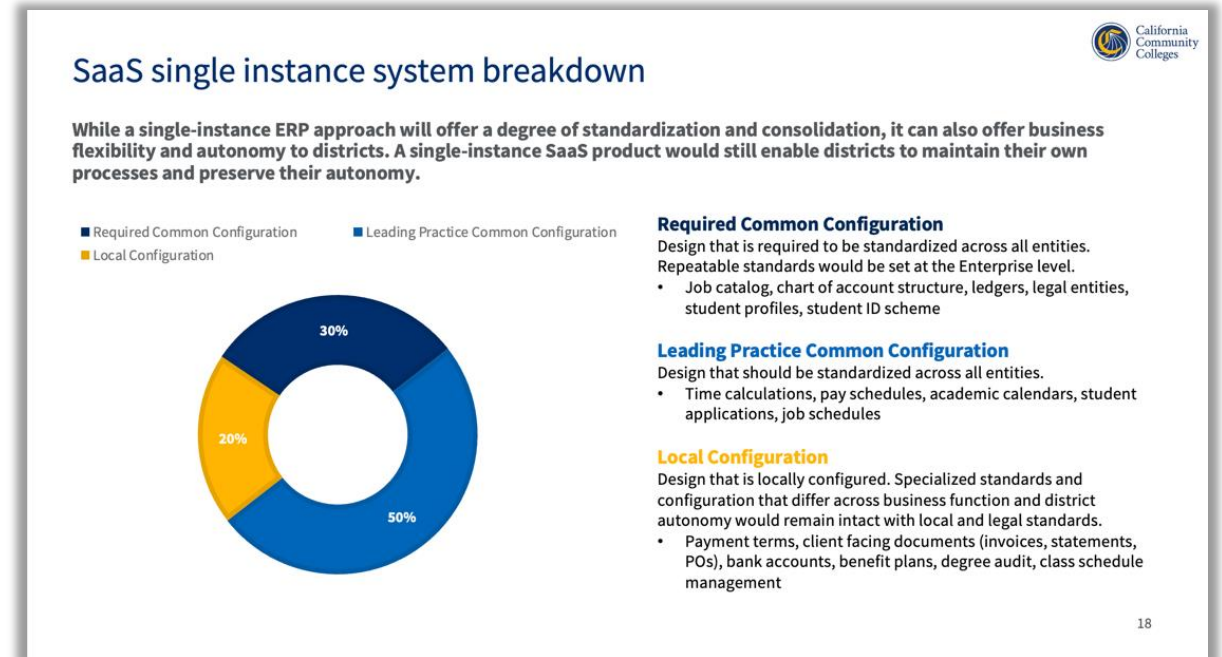 California
Community
Colleges
SaaS single instance system breakdown
While a single-instance ERP approach will offer a degree of standardization and consolidation, it can also offer business
flexibility and autonomy to districts. A single-instance SaaS product would still enable districts to maintain their own
processes and preserve their autonomy.
Required Common Configuration
Leading Practice Common Configuration
Local Configuration
30%
20%
50%
Required Common Configuration
Design that is required to be standardized across all entities.
Repeatable standards would be set at the Enterprise level.
• Job catalog, chart of account structure, ledgers, legal entities,
student profiles, student ID scheme
Leading Practice Common Configuration
Design that should be standardized across all entities.
• Time calculations, pay schedules, academic calendars, student
applications, job schedules
Local Configuration
Design that is locally configured. Specialized standards and
configuration that differ across business function and district
autonomy would remain intact with local and legal standards.
• Payment terms, client facing documents (invoices, statements,
POs), bank accounts, benefit plans, degree audit, class schedule
management
18